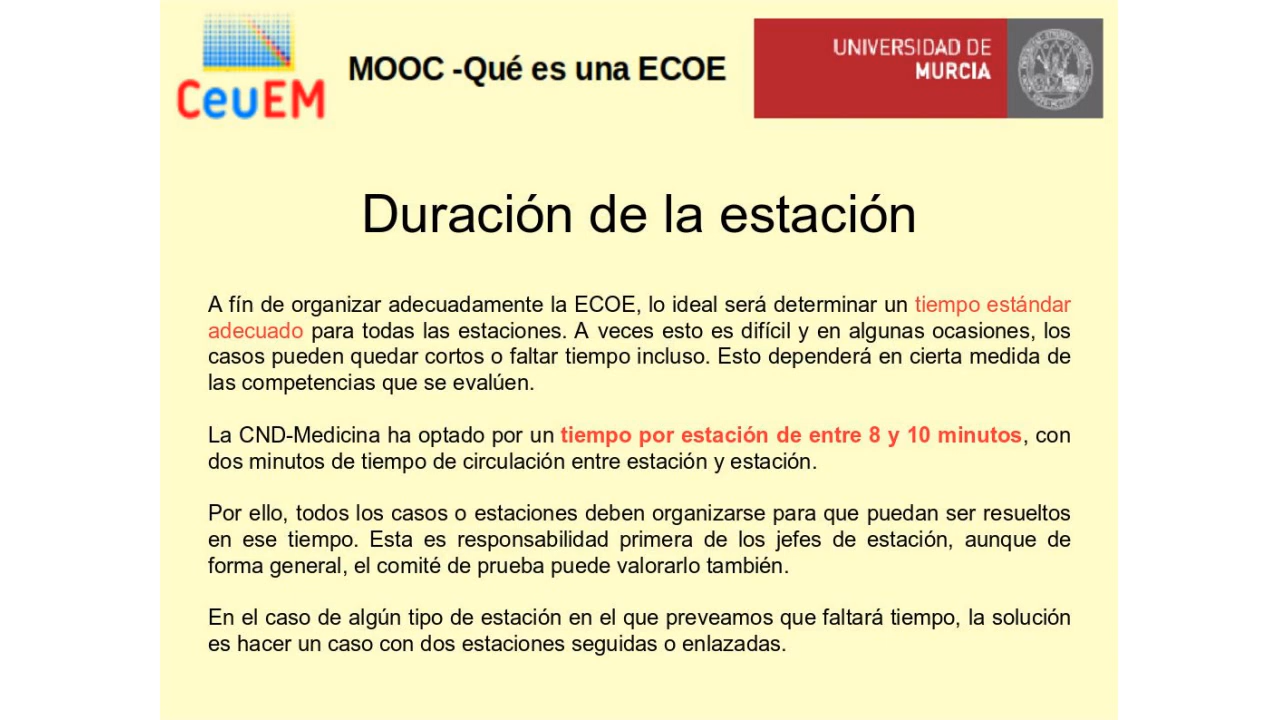 CeuEM
MOOC -Qué es una ECOE
UNIVERSIDAD DE
MURCIA
Duración de la estación
A fín de organizar adecuadamente la ECOE, lo ideal será determinar un tiempo estándar
adecuado para todas las estaciones. A veces esto es difícil y en algunas ocasiones, los
casos pueden quedar cortos o faltar tiempo incluso. Esto dependerá en cierta medida de
las competencias que se evalúen.
La CND-Medicina ha optado por un tiempo por estación de entre 8 y 10 minutos, con
dos minutos de tiempo de circulación entre estación y estación.
Por ello, todos los casos o estaciones deben organizarse para que puedan ser resueltos
en ese tiempo. Esta es responsabilidad primera de los jefes de estación, aunque de
forma general, el comité de prueba puede valorarlo también.
En el caso de algún tipo de estación en el que preveamos que faltará tiempo, la solución
es hacer un caso con dos estaciones seguidas o enlazadas.